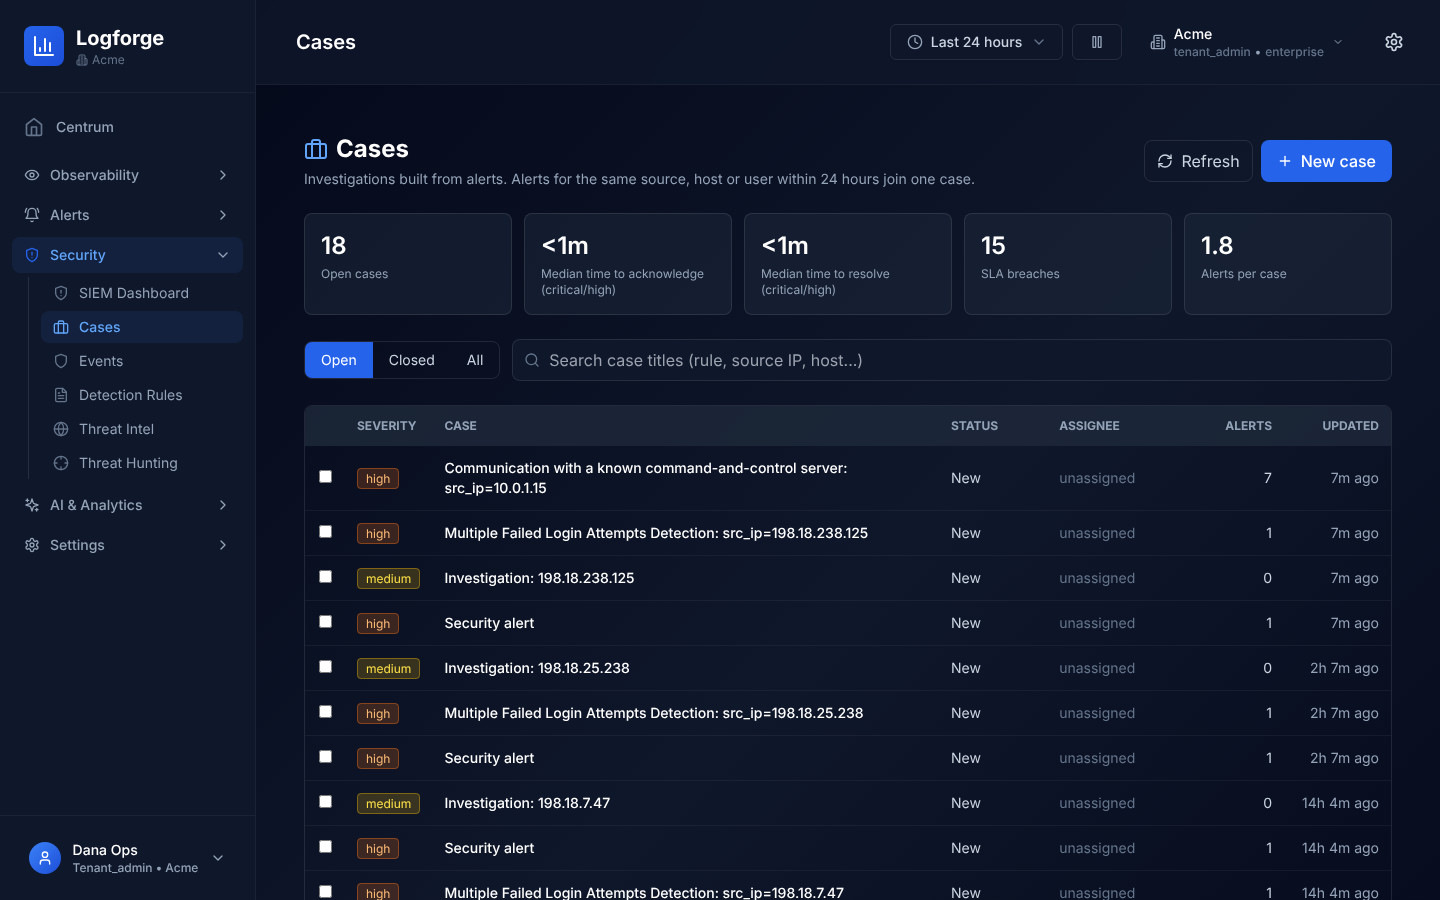 Logforge
Acme
Centrum
Observability
Alerts
Security
SIEM Dashboard
Cases
Events
Detection Rules
Threat Intel
Threat Hunting
AI & Analytics
Settings
Dana Ops
Tenant_admin • Acme
Cases
Last 24 hours
Acme
tenant_admin • enterprise
Cases
Investigations built from alerts. Alerts for the same source, host or user within 24 hours join one case.
Refresh
New case
18
Open cases
<1m
Median time to acknowledge
(critical/high)
<1m
Median time to resolve
(critical/high)
15
SLA breaches
1.8
Alerts per case
Open Closed All
Search case titles (rule, source IP, host...)
SEVERITY CASE STATUS ASSIGNEE ALERTS UPDATED
high Communication with a known command-and-control server:
src_ip=10.0.1.15 New unassigned 7 7m ago
high Multiple Failed Login Attempts Detection: src_ip=198.18.238.125 New unassigned 1 7m ago
medium Investigation: 198.18.238.125 New unassigned 0 7m ago
high Security alert New unassigned 1 7m ago
medium Investigation: 198.18.25.238 New unassigned 0 2h 7m ago
high Multiple Failed Login Attempts Detection: src_ip=198.18.25.238 New unassigned 1 2h 7m ago
high Security alert New unassigned 1 2h 7m ago
medium Investigation: 198.18.7.47 New unassigned 0 14h 4m ago
high Security alert New unassigned 1 14h 4m ago
high Multiple Failed Login Attempts Detection: src_ip=198.18.7.47 New unassigned 1 14h 4m ago